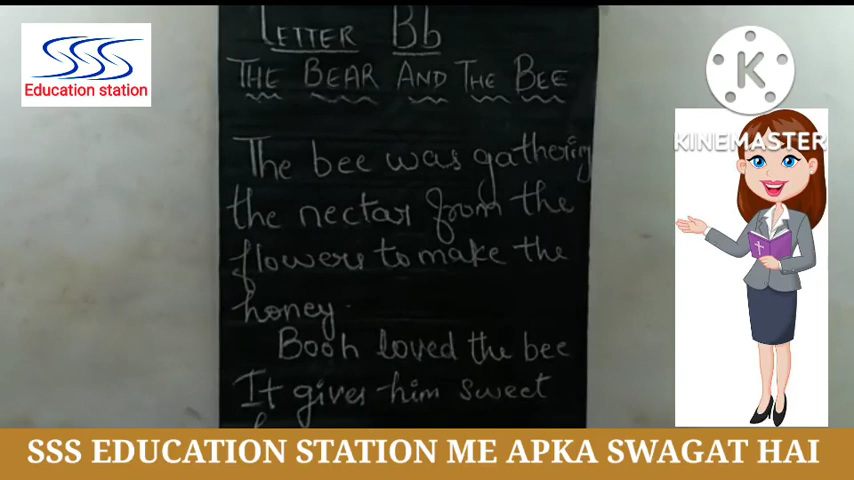 LETTER Bb
THE BEAR AND THE BEE
The bee was gathering
the nectar from the
flowers to make the
honey.
Booh loved the bee
It gives him sweet
SSS
Education station
K
KINEMASTER
SSS EDUCATION STATION ME APKA SWAGAT HAI